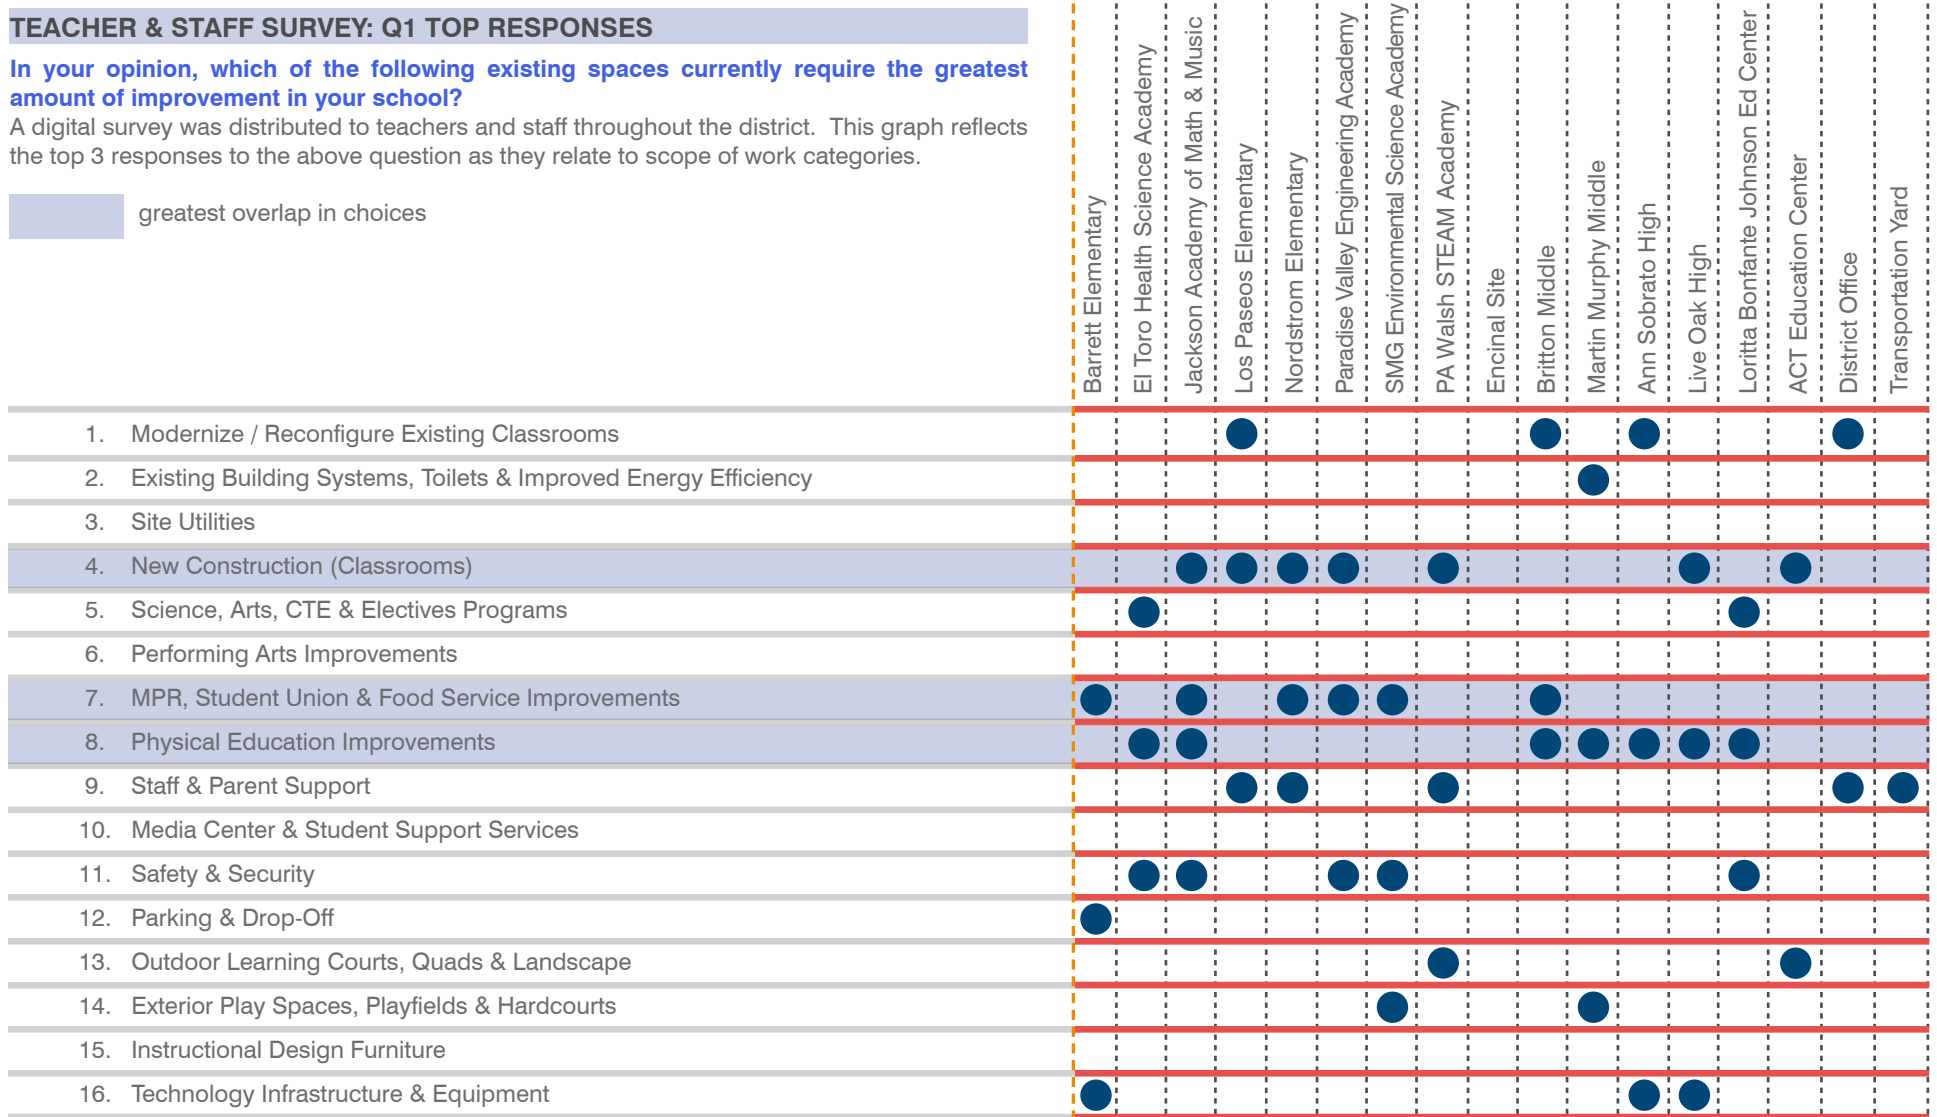 TEACHER & STAFF SURVEY: Q1 TOP RESPONSES
In your opinion, which of the following existing spaces currently require the greatest
amount of improvement in your school?
A digital survey was distributed to teachers and staff throughout the district.  This graph reflects
the top 3 responses to the above question as they relate to scope of work categories.
greatest overlap in choices
Barrett Elementary
El Toro Health Science Academy
Jackson Academy of Math & Music
Los Paseos Elementary
Nordstrom Elementary
Paradise Valley Engineering Academy
SMG Environmental Science Academy
PA Walsh STEAM Academy
Encinal Site
Britton Middle
Martin Murphy Middle
Ann Sobrato High
Live Oak High
Loritta Bonfante Johnson Ed Center
ACT Education Center
District Office
Transportation Yard
1. Modernize / Reconfigure Existing Classrooms
2. Existing Building Systems, Toilets & Improved Energy Efficiency
3. Site Utilities
4. New Construction (Classrooms)
5. Science, Arts, CTE & Electives Programs
6. Performing Arts Improvements
7. MPR, Student Union & Food Service Improvements
8. Physical Education Improvements
9. Staff & Parent Support
10. Media Center & Student Support Services
11. Safety & Security
12. Parking & Drop-Off
13. Outdoor Learning Courts, Quads & Landscape
14. Exterior Play Spaces, Playfields & Hardcourts
15. Instructional Design Furniture
16. Technology Infrastructure & Equipment